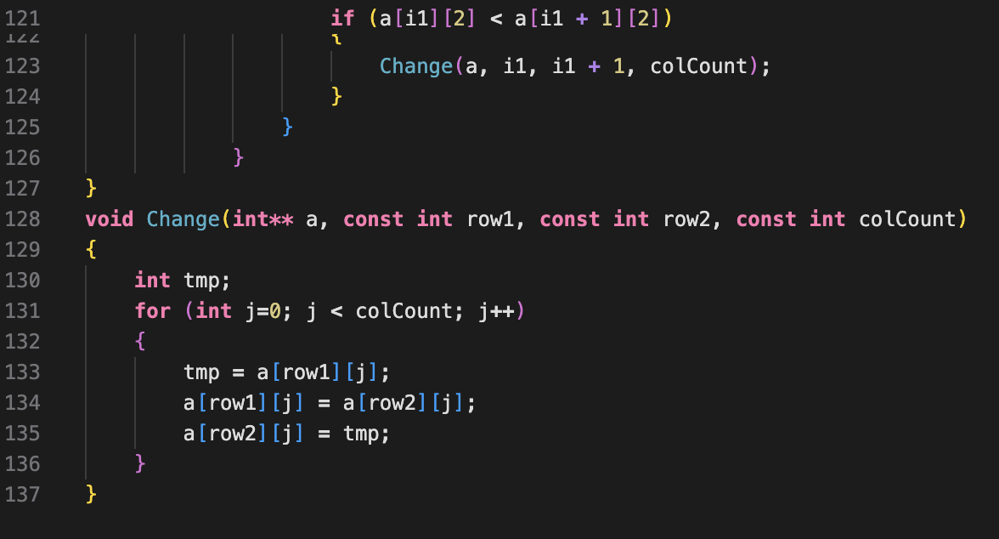 121                        if (a[i1][2] < a[i1 + 1][2])
122                        {
123                            Change(a, i1, i1 + 1, colCount);
124                        }
125                    }
126                }
127    }
128    void Change(int** a, const int row1, const int row2, const int colCount)
129    {
130        int tmp;
131        for (int j=0; j < colCount; j++)
132        {
133            tmp = a[row1][j];
134            a[row1][j] = a[row2][j];
135            a[row2][j] = tmp;
136        }
137    }